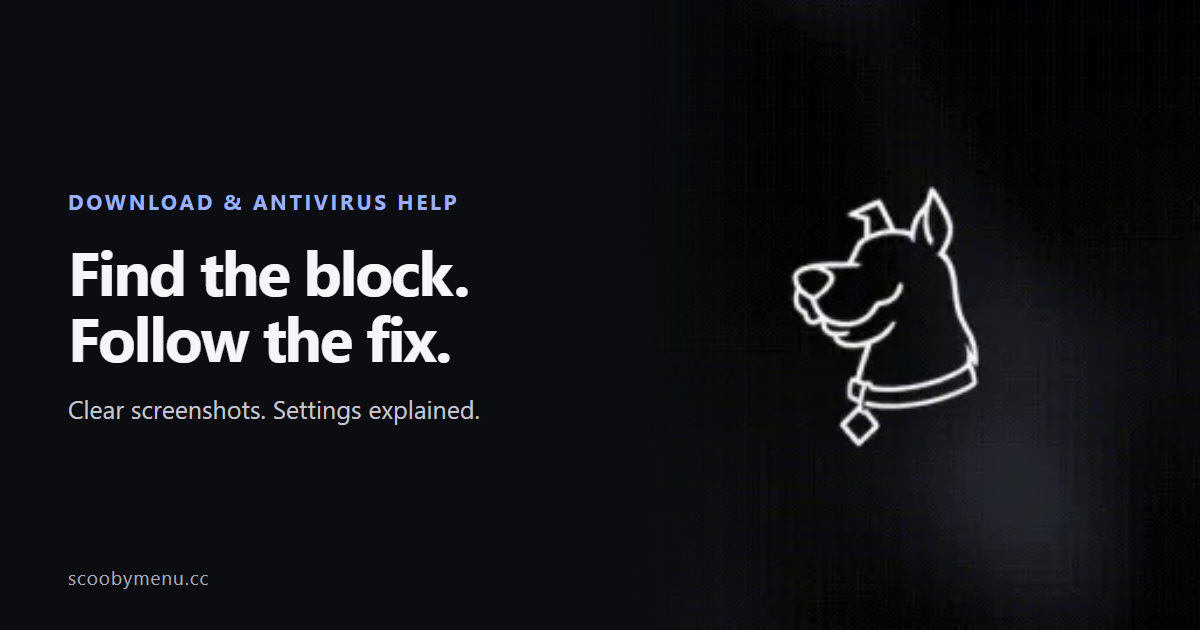 DOWNLOAD & ANTIVIRUS HELP
Find the block.
Follow the fix.
Clear screenshots. Settings explained.
scoobymenu.cc